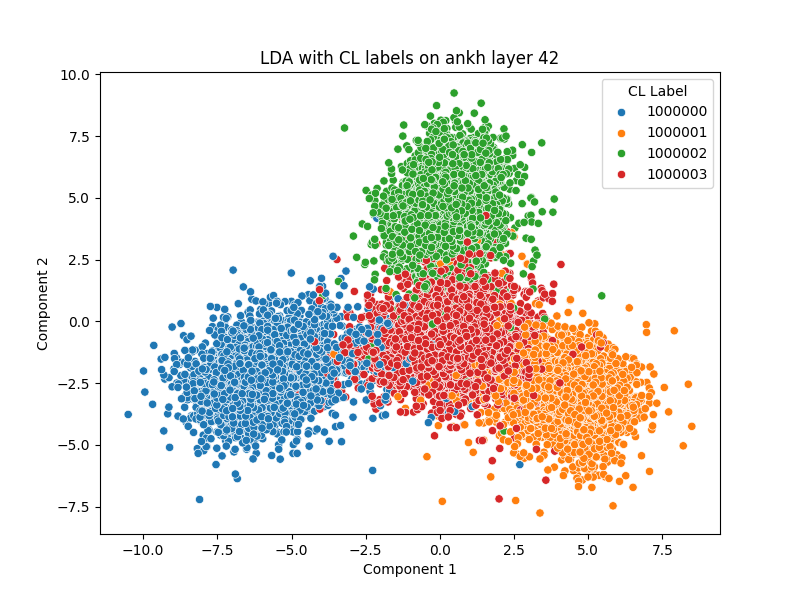 LDA with CL labels on ankh layer 42
CL Label
1000000
1000001
1000002
1000003
Component 2
10.0
7.5
5.0
2.5
0.0
−2.5
−5.0
−7.5
−10.0 −7.5 −5.0 −2.5 0.0 2.5 5.0 7.5
Component 1